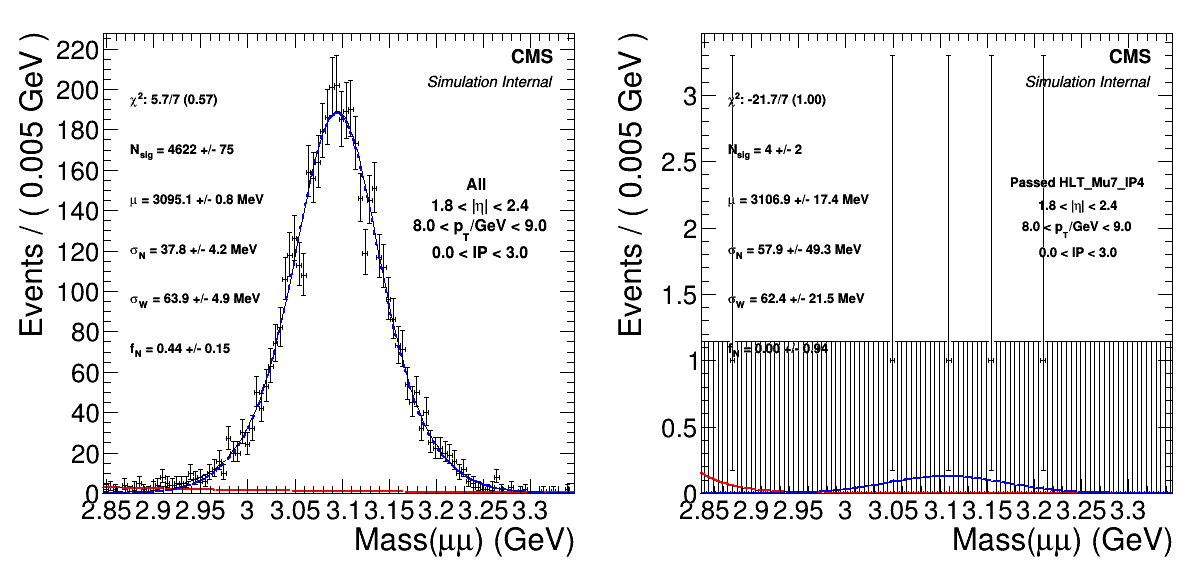 CMS
Simulation Internal
χ²: 5.7/7 (0.57)
N_sig = 4622 +/- 75
μ = 3095.1 +/- 0.8 MeV
σ_N = 37.8 +/- 4.2 MeV
σ_W = 63.9 +/- 4.9 MeV
f_N = 0.44 +/- 0.15
All
1.8 < |η| < 2.4
8.0 < p_T/GeV < 9.0
0.0 < IP < 3.0
Events / ( 0.005 GeV )
220
200
180
160
140
120
100
80
60
40
20
0
2.85 2.9 2.95 3 3.05 3.1 3.15 3.2 3.25 3.3
Mass(μμ) (GeV)
CMS
Simulation Internal
χ²: -21.7/7 (1.00)
N_sig = 4 +/- 2
μ = 3106.9 +/- 17.4 MeV
σ_N = 57.9 +/- 49.3 MeV
σ_W = 62.4 +/- 21.5 MeV
f_N = 0.00 +/- 0.94
Passed HLT_Mu7_IP4
1.8 < |η| < 2.4
8.0 < p_T/GeV < 9.0
0.0 < IP < 3.0
Events / ( 0.005 GeV )
3
2.5
2
1.5
1
0.5
0
2.85 2.9 2.95 3 3.05 3.1 3.15 3.2 3.25 3.3
Mass(μμ) (GeV)